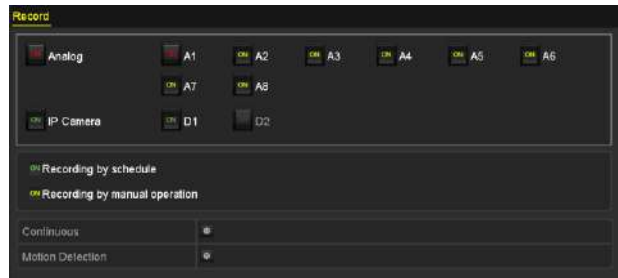 Record
Analog A1 ON A2 ON A3 ON A4 ON A5 ON A6
ON A7 ON A8
ON IP Camera ON D1 D2
ON Recording by schedule
ON Recording by manual operation
Continuous
Motion Detection